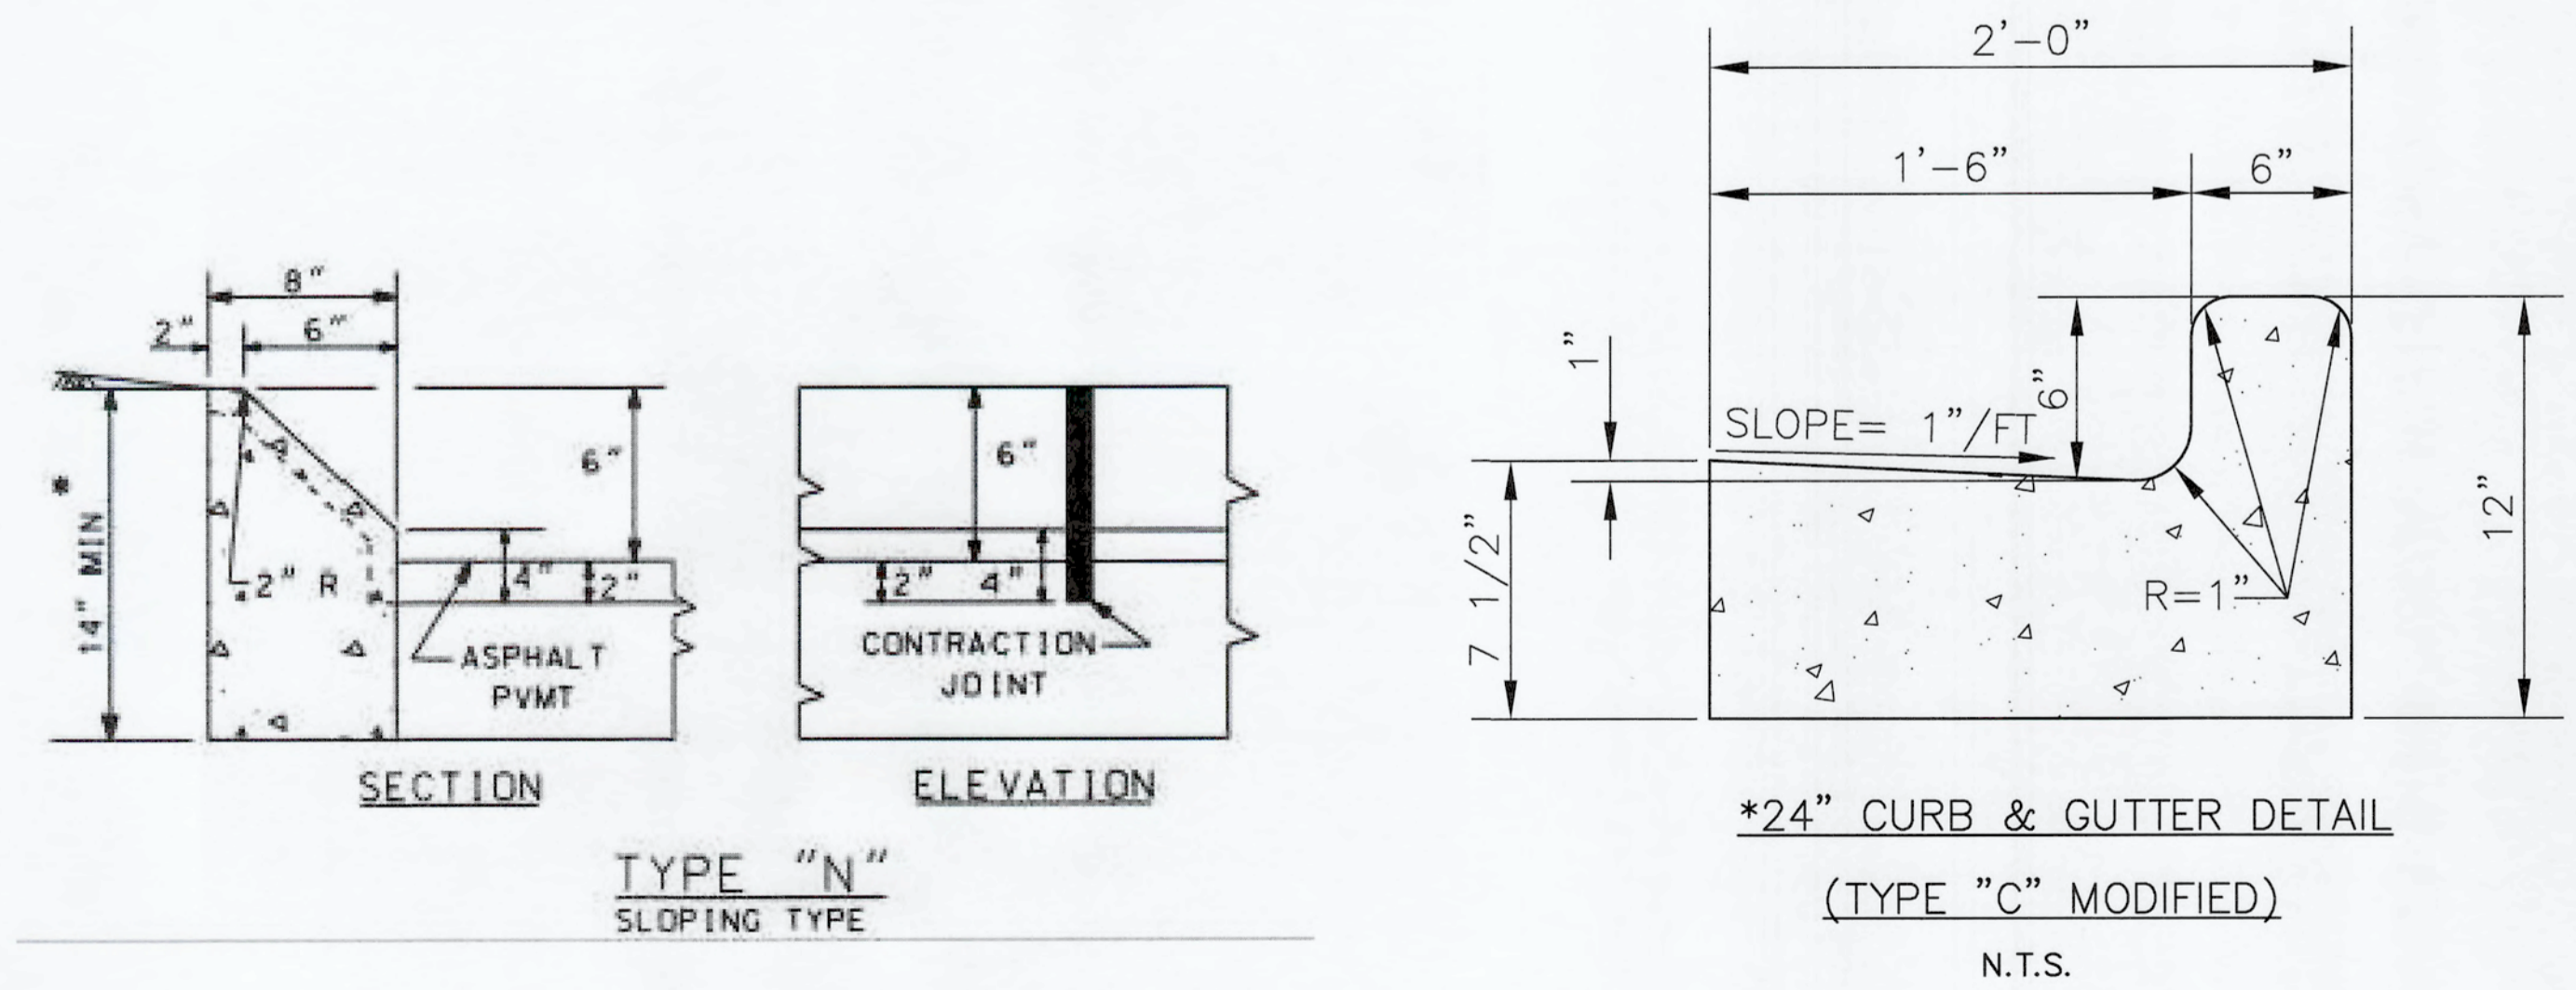 8"
2"
6"
* 14" MIN
6"
2" R
4"
2"
ASPHALT
PVMT
SECTION
6"
2"
4"
CONTRACTION
JOINT
ELEVATION
TYPE "N"
SLOPING TYPE
2'-0"
1'-6"
6"
1"
SLOPE= 1"/FT
6"
7 1/2"
R=1"
12"
*24" CURB & GUTTER DETAIL
(TYPE "C" MODIFIED)
N.T.S.